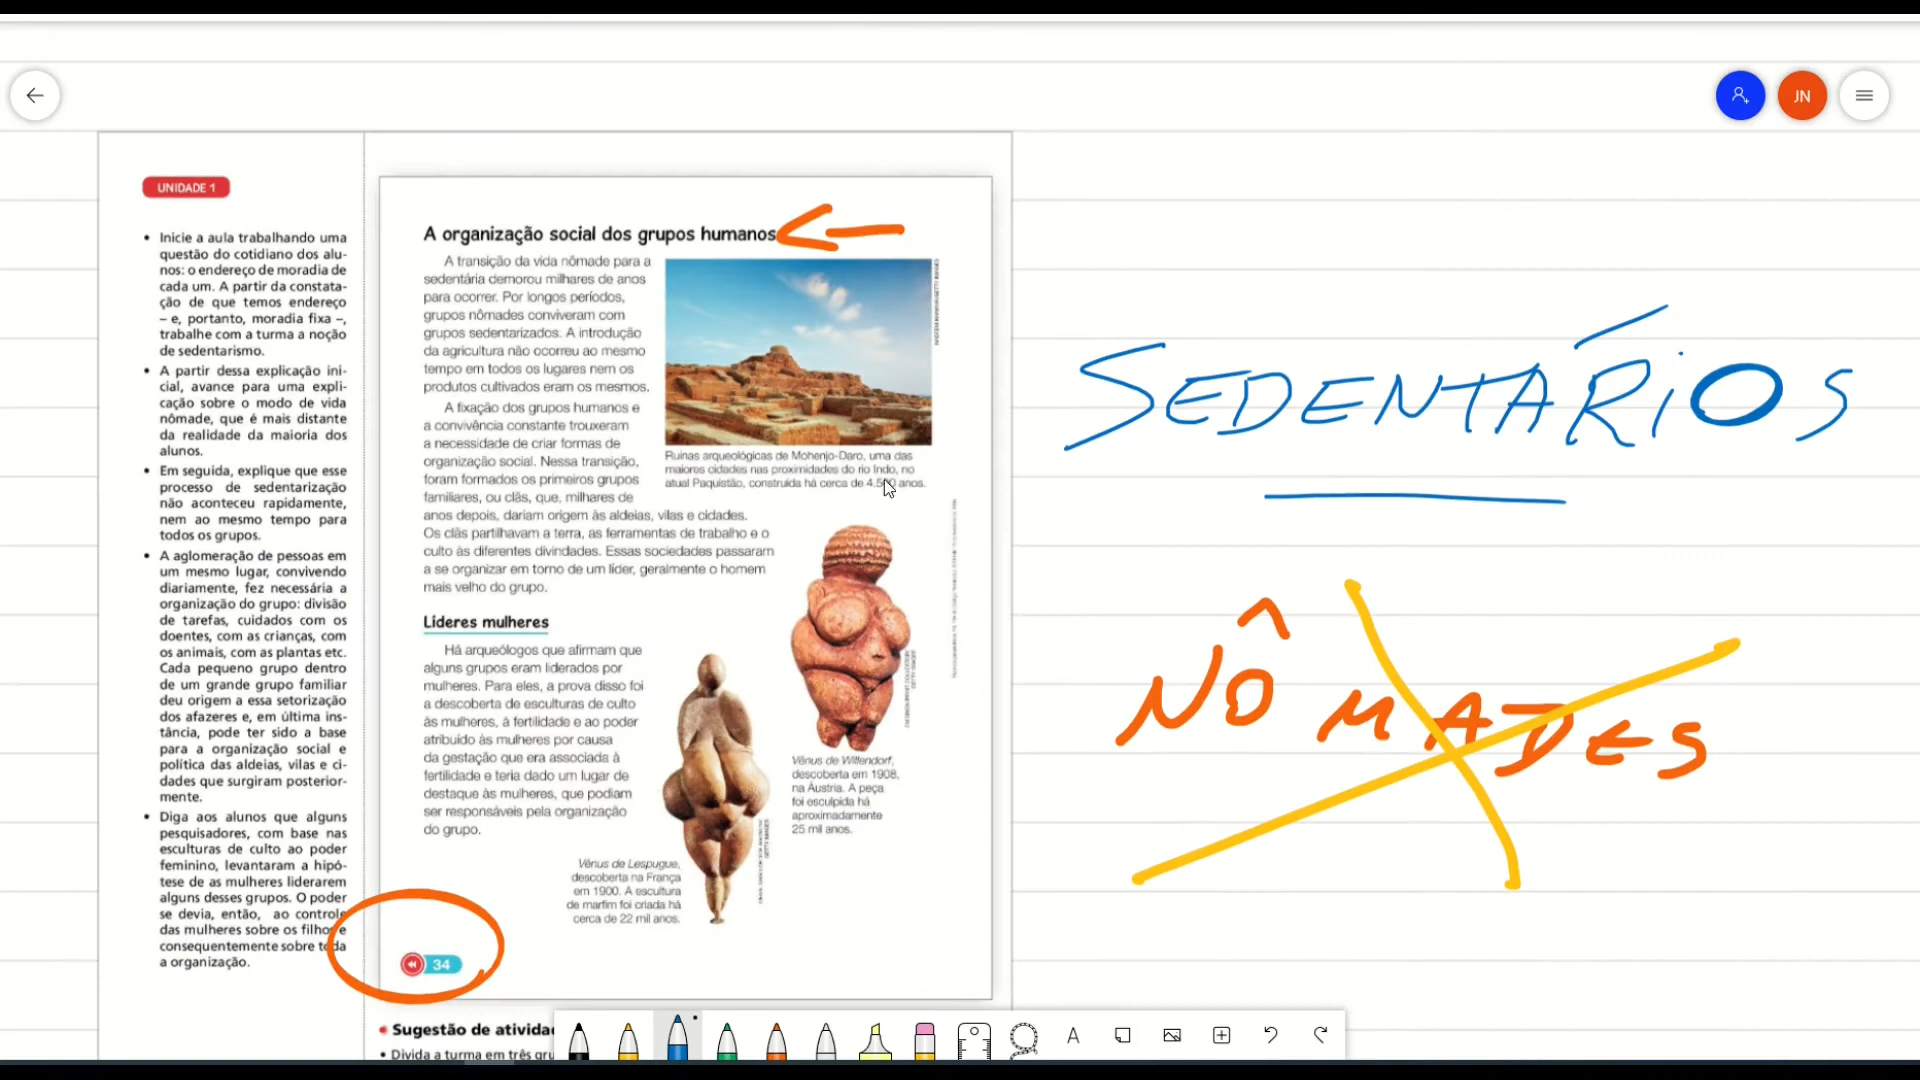 JN
UNIDADE 1
• Inicie a aula trabalhando uma
questão do cotidiano dos alu-
nos: o endereço de moradia de
cada um. A partir da constata-
ção de que temos endereço
– e, portanto, moradia fixa –,
trabalhe com a turma a noção
de sedentarismo.
• A partir dessa explicação ini-
cial, avance para uma expli-
cação sobre o modo de vida
nômade, que é mais distante
da realidade da maioria dos
alunos.
• Em seguida, explique que esse
processo de sedentarização
não aconteceu rapidamente,
nem ao mesmo tempo para
todos os grupos.
• A aglomeração de pessoas em
um mesmo lugar, convivendo
diariamente, fez necessária a
organização do grupo: divisão
de tarefas, cuidados com os
doentes, com as crianças, com
os animais, com as plantas etc.
Cada pequeno grupo dentro
de um grande grupo familiar
deu origem a essa setorização
dos afazeres e, em última ins-
tância, pode ter sido a base
para a organização social e
política das aldeias, vilas e ci-
dades que surgiram posterior-
mente.
• Diga aos alunos que alguns
pesquisadores, com base nas
esculturas de culto ao poder
feminino, levantaram a hipó-
tese de as mulheres liderarem
alguns desses grupos. O poder
se devia, então, ao controle
das mulheres sobre os filhos e
consequentemente sobre toda
a organização.
A organização social dos grupos humanos
A transição da vida nômade para a
sedentária demorou milhares de anos
para ocorrer. Por longos períodos,
grupos nômades conviveram com
grupos sedentarizados. A introdução
da agricultura não ocorreu ao mesmo
tempo em todos os lugares nem os
produtos cultivados eram os mesmos.
A fixação dos grupos humanos e
a convivência constante trouxeram
a necessidade de criar formas de
organização social. Nessa transição,
foram formados os primeiros grupos
familiares, ou clãs, que, milhares de
anos depois, dariam origem às aldeias, vilas e cidades.
Os clãs partilhavam a terra, as ferramentas de trabalho e o
culto às diferentes divindades. Essas sociedades passaram
a se organizar em torno de um líder, geralmente o homem
mais velho do grupo.
Ruínas arqueológicas de Mohenjo-Daro, uma das
maiores cidades nas proximidades do rio Indo, no
atual Paquistão, construída há cerca de 4.500 anos.
Líderes mulheres
Há arqueólogos que afirmam que
alguns grupos eram liderados por
mulheres. Para eles, a prova disso foi
a descoberta de esculturas de culto
às mulheres, à fertilidade e ao poder
atribuído às mulheres por causa
da gestação que era associada à
fertilidade e teria dado um lugar de
destaque às mulheres, que podiam
ser responsáveis pela organização
do grupo.
Vênus de Willendorf,
descoberta em 1908,
na Áustria. A peça
foi esculpida há
aproximadamente
25 mil anos.
Vênus de Lespugue,
descoberta na França
em 1900. A escultura
de marfim foi criada há
cerca de 22 mil anos.
34
• Sugestão de ativida
• Divida a turma em três gru
SEDENTÁRIOS
NÔMADES
A